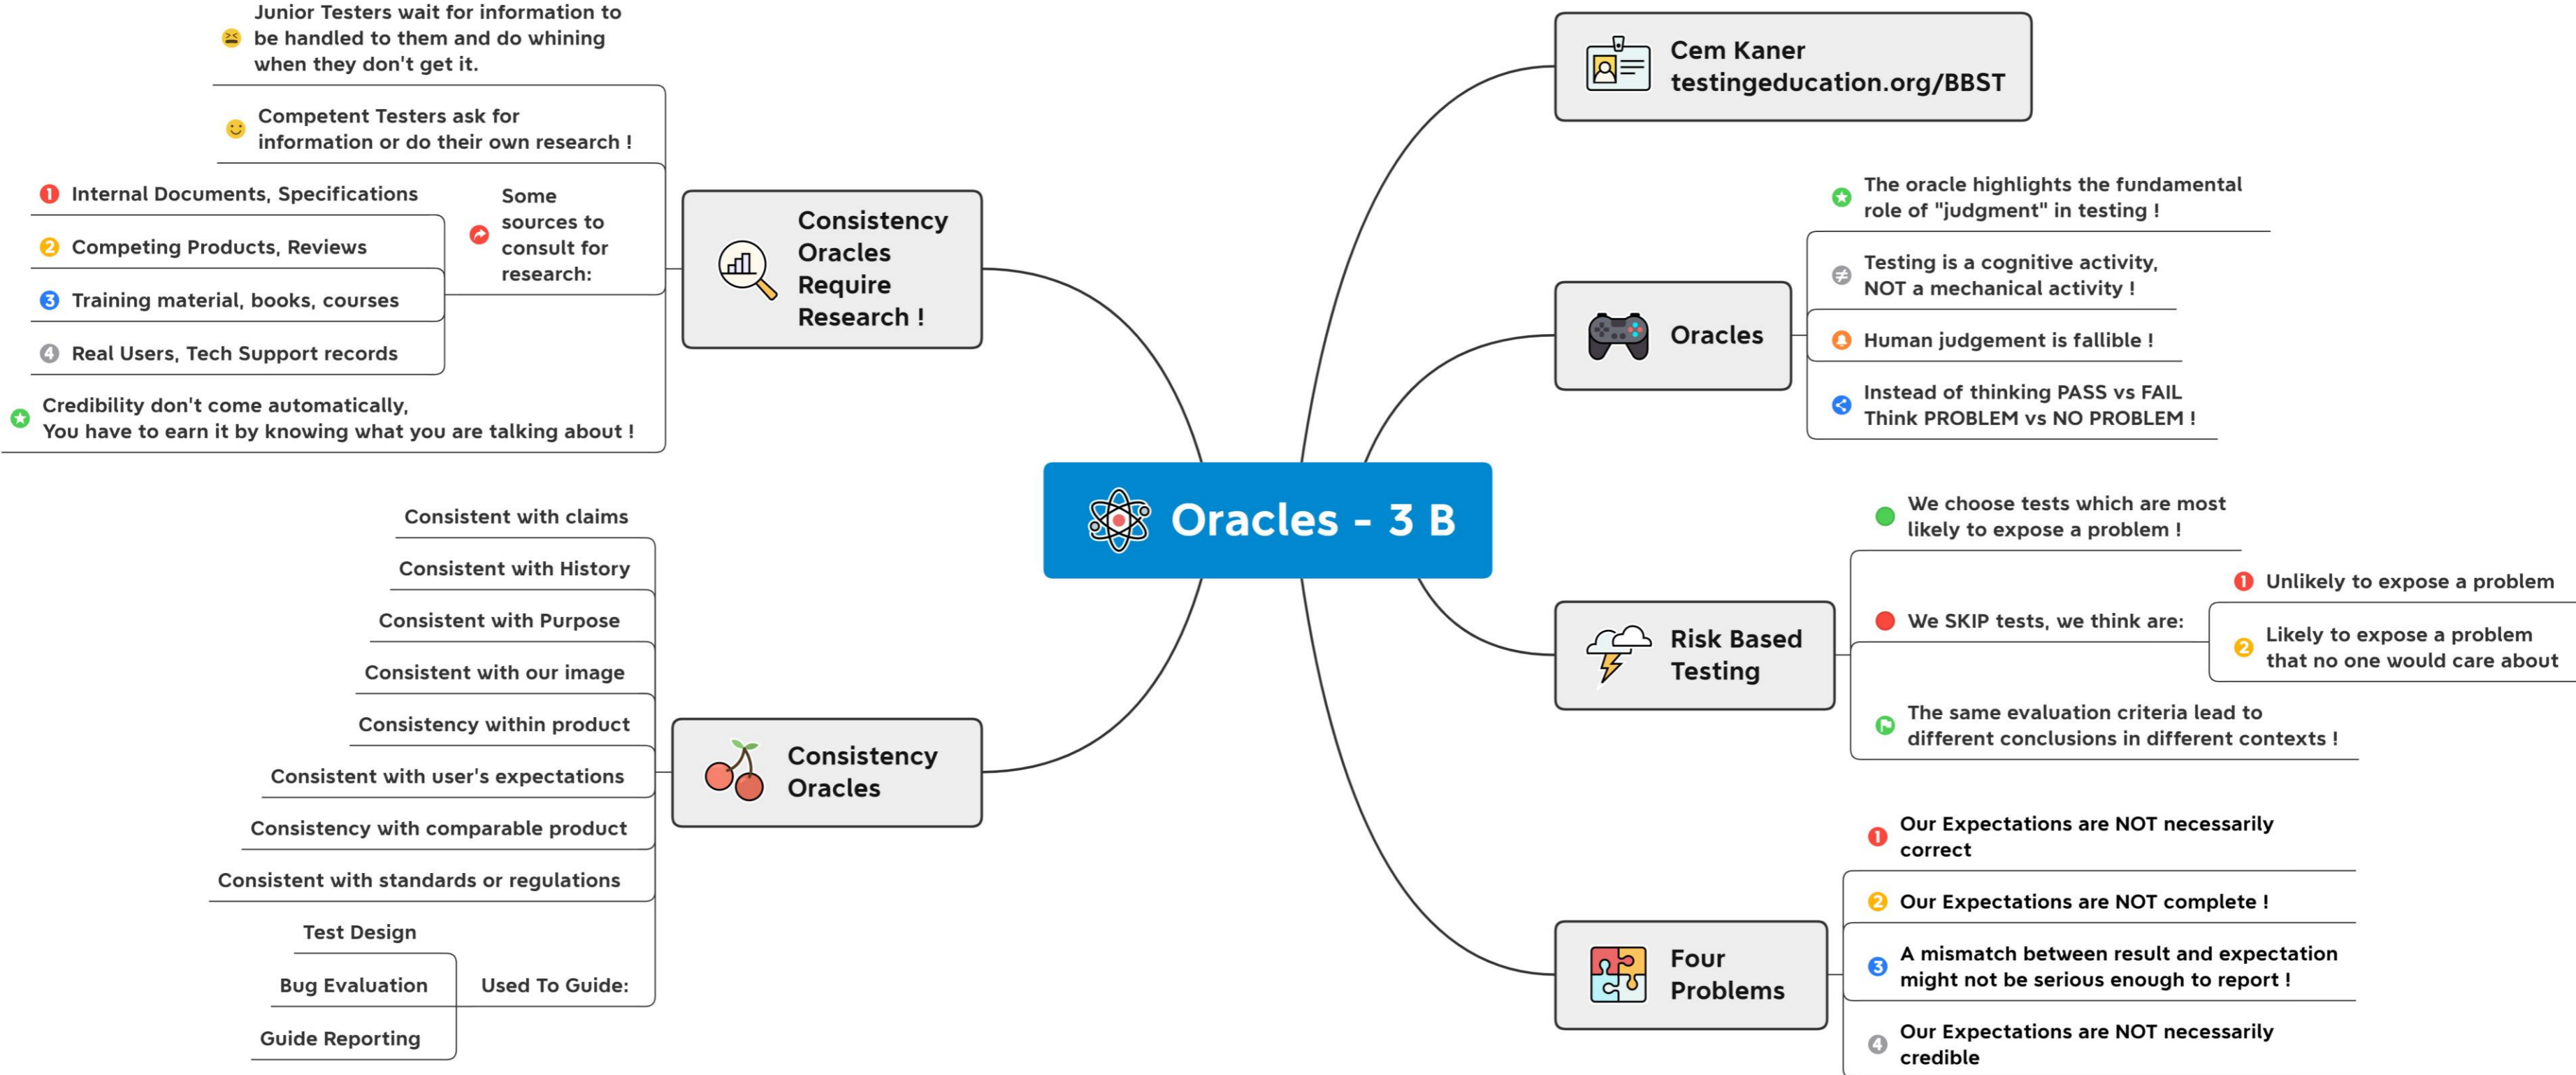 Oracles - 3 B
Cem Kaner
testingeducation.org/BBST
Oracles
The oracle highlights the fundamental
role of "judgment" in testing !
Testing is a cognitive activity,
NOT a mechanical activity !
Human judgement is fallible !
Instead of thinking PASS vs FAIL
Think PROBLEM vs NO PROBLEM !
Risk Based
Testing
We choose tests which are most
likely to expose a problem !
We SKIP tests, we think are:
1 Unlikely to expose a problem
2 Likely to expose a problem
that no one would care about
The same evaluation criteria lead to
different conclusions in different contexts !
Four
Problems
1 Our Expectations are NOT necessarily
correct
2 Our Expectations are NOT complete !
3 A mismatch between result and expectation
might not be serious enough to report !
4 Our Expectations are NOT necessarily
credible
Consistency
Oracles
Require
Research !
Junior Testers wait for information to
be handled to them and do whining
when they don't get it.
Competent Testers ask for
information or do their own research !
Some
sources to
consult for
research:
1 Internal Documents, Specifications
2 Competing Products, Reviews
3 Training material, books, courses
4 Real Users, Tech Support records
Credibility don't come automatically,
You have to earn it by knowing what you are talking about !
Consistency
Oracles
Consistent with claims
Consistent with History
Consistent with Purpose
Consistent with our image
Consistency within product
Consistent with user's expectations
Consistency with comparable product
Consistent with standards or regulations
Used To Guide:
Test Design
Bug Evaluation
Guide Reporting